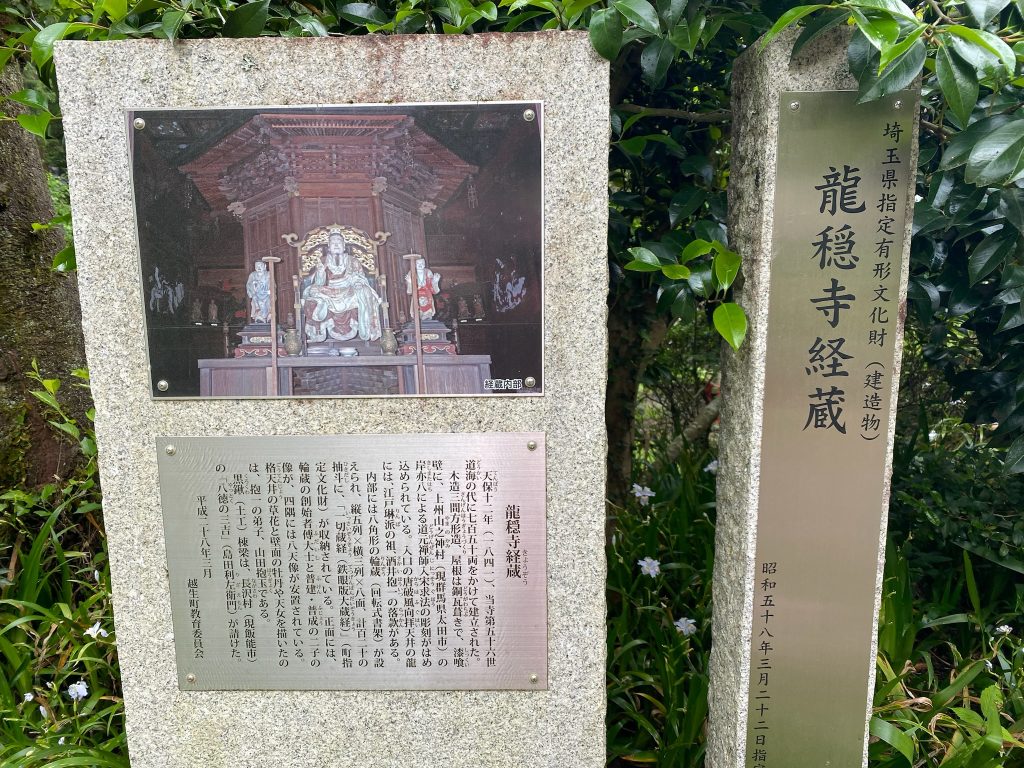 埼玉県指定有形文化財（建造物）
龍穏寺経蔵
昭和五十八年三月二十二日指定
経蔵内部
龍穏寺経蔵
天保十二年（一八四一）、当寺第五十六世
道海の代に七百五十両をかけて建立された。
木造三間方形造、屋根は銅瓦葺きで、漆喰
壁に、上州山之神村（現群馬県太田市）の
岸亦八による道元禅師入宋求法の彫刻がはめ
込められている。入口の唐破風向拝天井の龍
には、江戸琳派の祖、酒井抱一の落款がある。
内部には八角形の輪蔵（回転式書架）が設
えられ、縦五列×横三列×八面、計百二十の
抽斗に、「一切蔵経（鉄眼版大蔵経）」（町指
定文化財）が収納されている。正面には、
輪蔵の創始者傅大士と普建・普成の二子の
像が、四隅には八天像が安置されている。
格天井の草花と壁面の牡丹や天女を描いたの
は、抱一の弟子、山田抱玉である。
黒鍬（土工）棟梁は、長沢村（現飯能市）
の「八徳の三吉」（島田利左衛門）が請けた。
平成二十八年三月
越生町教育委員会